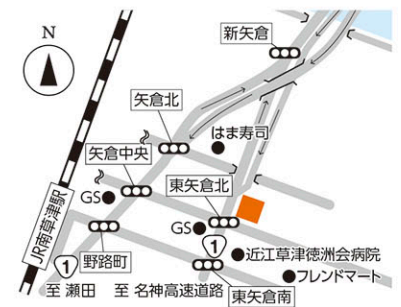 N
新矢倉
矢倉北
はま寿司
矢倉中央
東矢倉北
GS
GS
JR南草津駅
1
野路町
1
近江草津徳洲会病院
フレンドマート
至 瀬田
至 名神高速道路
東矢倉南